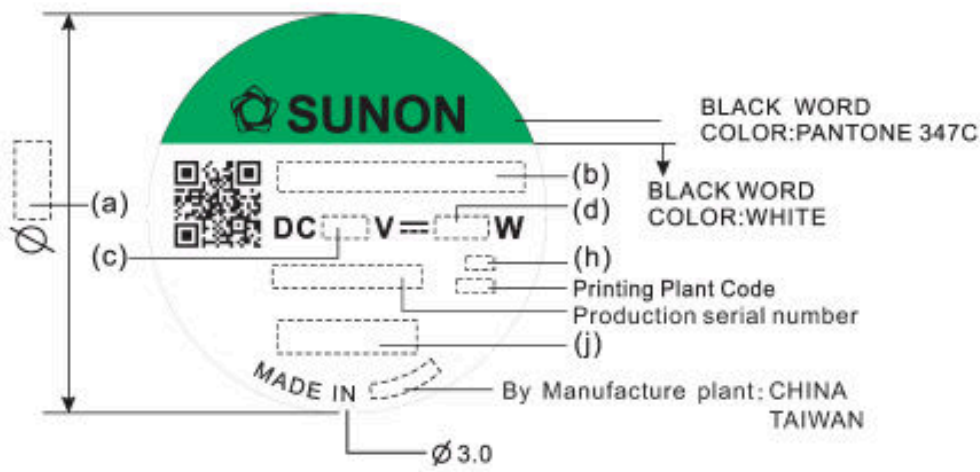 SUNON
BLACK WORD
COLOR:PANTONE 347C
(b)
BLACK WORD
COLOR:WHITE
(a)
(d)
DC V W
Ø
(c)
(h)
Printing Plant Code
Production serial number
(j)
MADE IN
By Manufacture plant: CHINA
TAIWAN
Ø 3.0